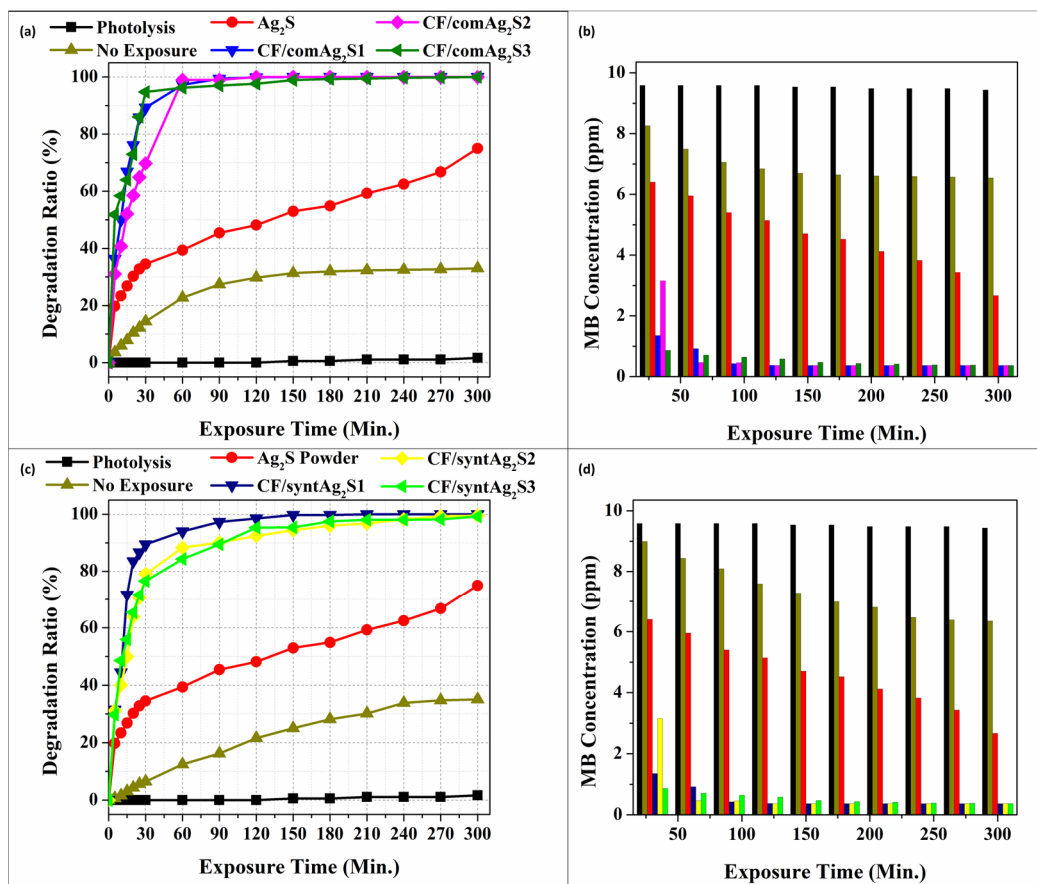 (a)
Photolysis Ag₂S CF/comAg₂S2
No Exposure CF/comAg₂S1 CF/comAg₂S3
100
80
60
40
20
0
Degradation Ratio (%)
0 30 60 90 120 150 180 210 240 270 300
Exposure Time (Min.)
(b)
10
8
6
4
2
0
MB Concentration (ppm)
50 100 150 200 250 300
Exposure Time (Min.)
(c)
Photolysis Ag₂S Powder CF/syntAg₂S2
No Exposure CF/syntAg₂S1 CF/syntAg₂S3
100
80
60
40
20
0
Degradation Ratio (%)
0 30 60 90 120 150 180 210 240 270 300
Exposure Time (Min.)
(d)
10
8
6
4
2
0
MB Concentration (ppm)
50 100 150 200 250 300
Exposure Time (Min.)